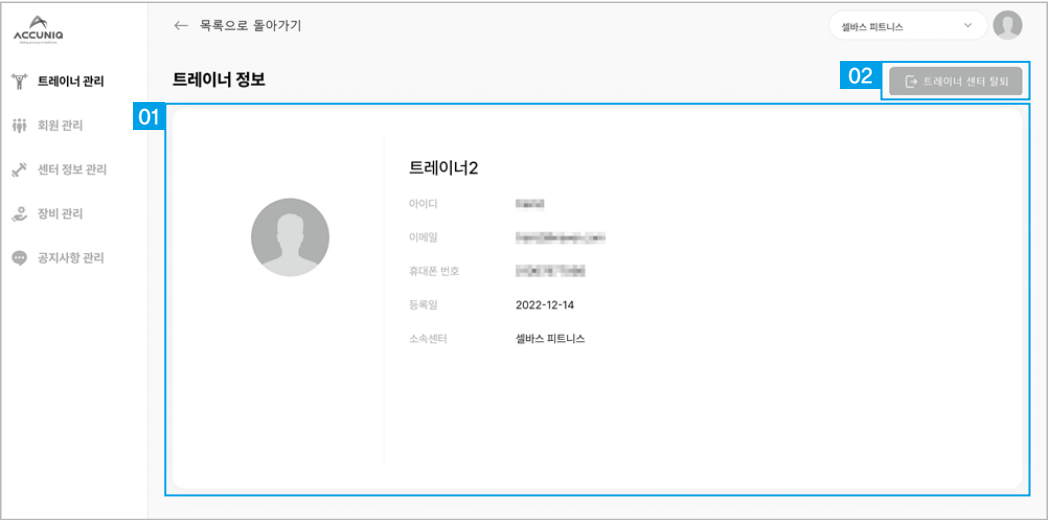 ACCUNIQ
← 목록으로 돌아가기
셀바스 피트니스
트레이너 관리
회원 관리
센터 정보 관리
장비 관리
공지사항 관리
트레이너 정보
02
트레이너 센터 탈퇴
01
트레이너2
아이디
이메일
휴대폰 번호
등록일 2022-12-14
소속센터 셀바스 피트니스